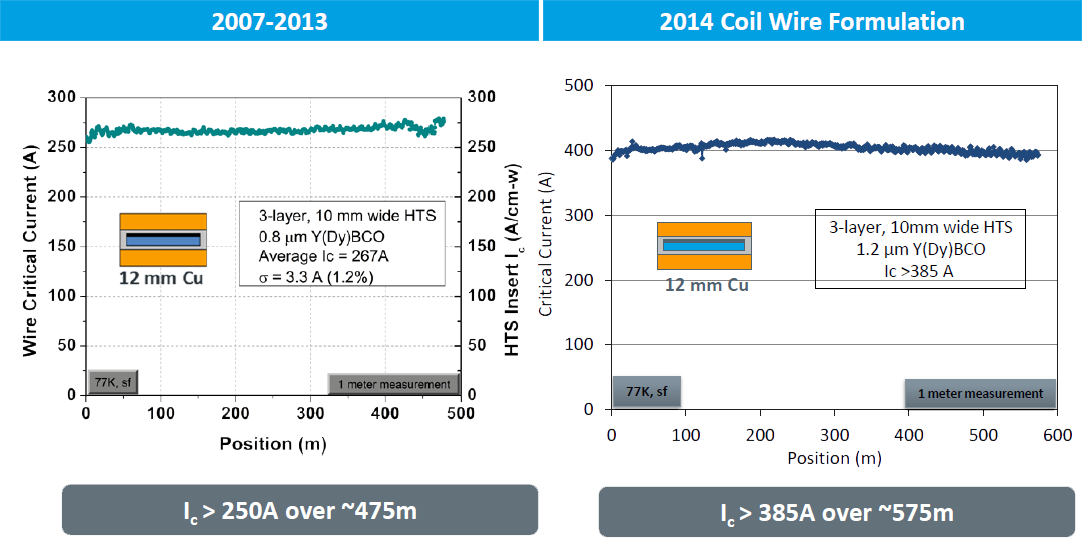 2007-2013
300
250
200
150
100
50
0
Wire Critical Current (A)
300
250
200
150
100
50
0
HTS Insert Ic (A/cm-w)
3-layer, 10 mm wide HTS
0.8 μm Y(Dy)BCO
Average Ic = 267A
σ = 3.3 A (1.2%)
12 mm Cu
77K, sf
1 meter measurement
0 100 200 300 400 500
Position (m)
Ic > 250A over ~475m
2014 Coil Wire Formulation
500
400
300
200
100
0
Critical Current (A)
3-layer, 10mm wide HTS
1.2 μm Y(Dy)BCO
Ic >385 A
12 mm Cu
77K, sf
1 meter measurement
0 100 200 300 400 500 600
Position (m)
Ic > 385A over ~575m